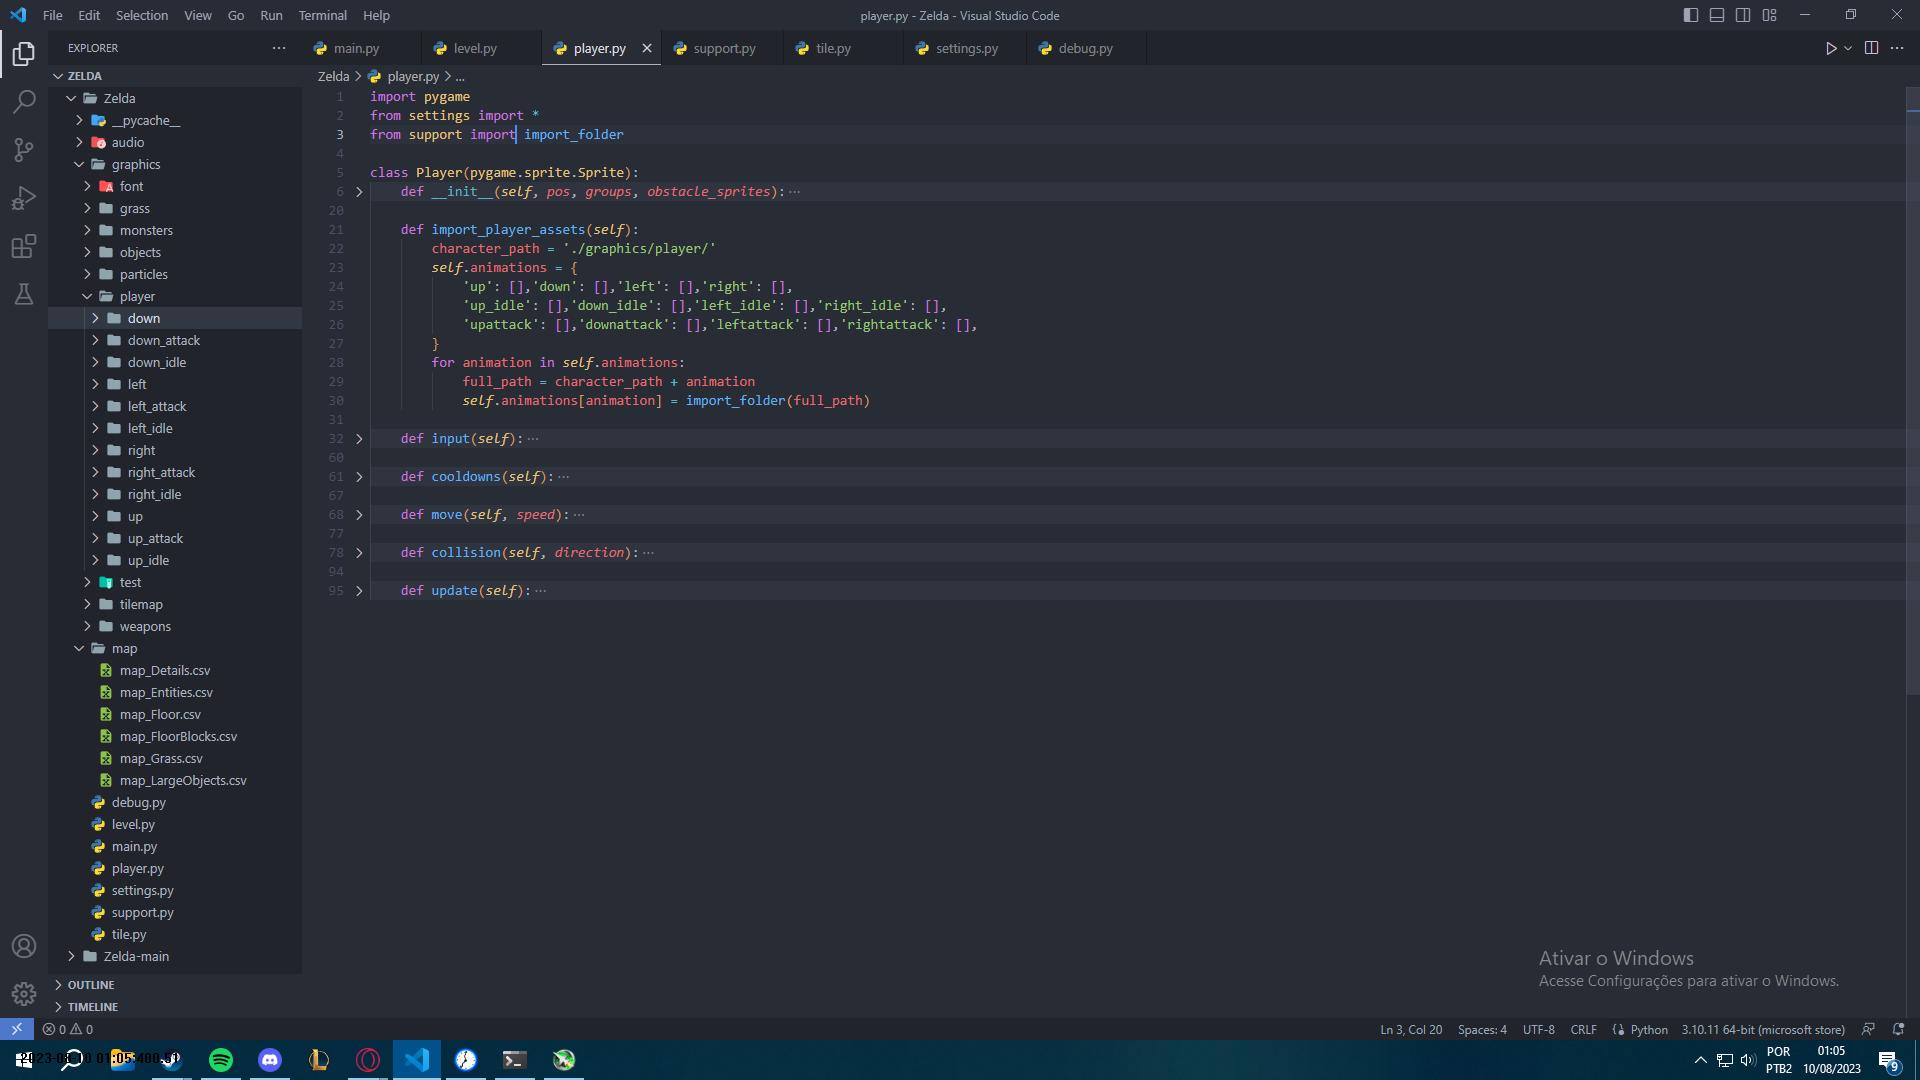 File Edit Selection View Go Run Terminal Help
player.py - Zelda - Visual Studio Code
EXPLORER
main.py level.py player.py support.py tile.py settings.py debug.py
ZELDA
Zelda
__pycache__
audio
graphics
font
grass
monsters
objects
particles
player
down
down_attack
down_idle
left
left_attack
left_idle
right
right_attack
right_idle
up
up_attack
up_idle
test
tilemap
weapons
map
map_Details.csv
map_Entities.csv
map_Floor.csv
map_FloorBlocks.csv
map_Grass.csv
map_LargeObjects.csv
debug.py
level.py
main.py
player.py
settings.py
support.py
tile.py
Zelda-main
OUTLINE
TIMELINE
Zelda > player.py > ...
1 import pygame
2 from settings import *
3 from support import import_folder
4
5 class Player(pygame.sprite.Sprite):
6 def __init__(self, pos, groups, obstacle_sprites):···
20
21 def import_player_assets(self):
22 character_path = './graphics/player/'
23 self.animations = {
24 'up': [],'down': [],'left': [],'right': [],
25 'up_idle': [],'down_idle': [],'left_idle': [],'right_idle': [],
26 'upattack': [],'downattack': [],'leftattack': [],'rightattack': [],
27 }
28 for animation in self.animations:
29 full_path = character_path + animation
30 self.animations[animation] = import_folder(full_path)
31
32 def input(self):···
60
61 def cooldowns(self):···
67
68 def move(self, speed):···
77
78 def collision(self, direction):···
94
95 def update(self):···
Ativar o Windows
Acesse Configurações para ativar o Windows.
0 0
Ln 3, Col 20 Spaces: 4 UTF-8 CRLF Python 3.10.11 64-bit (microsoft store)
POR
PTB2
01:05
10/08/2023
9